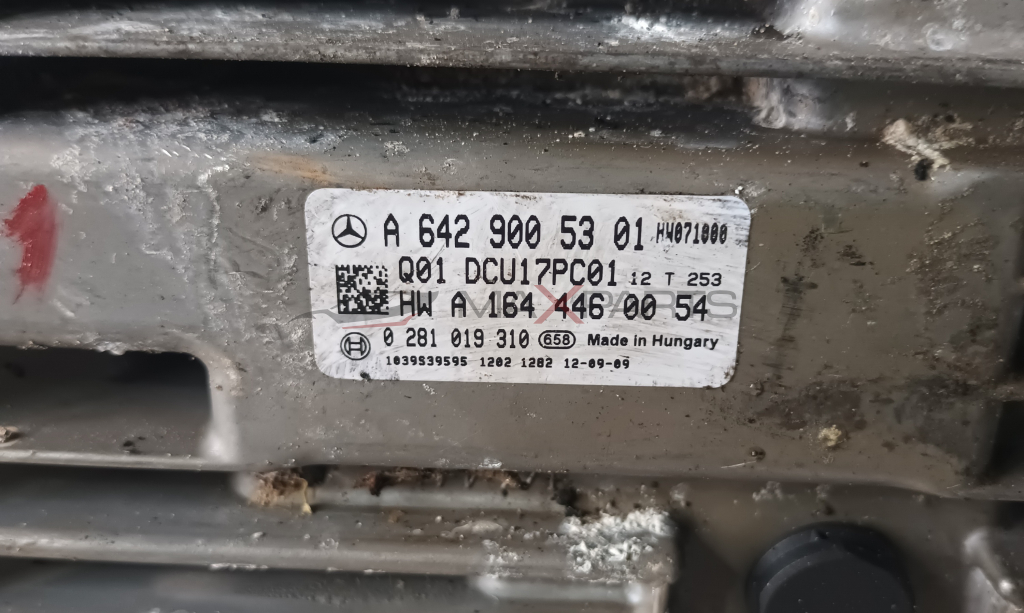 A 642 900 53 01 HW071000
Q01 DCU17PC01 12 T 253
HW A 164 446 00 54
0 281 019 310 658 Made in Hungary
1039S39595 1202 1282 12-09-09
1